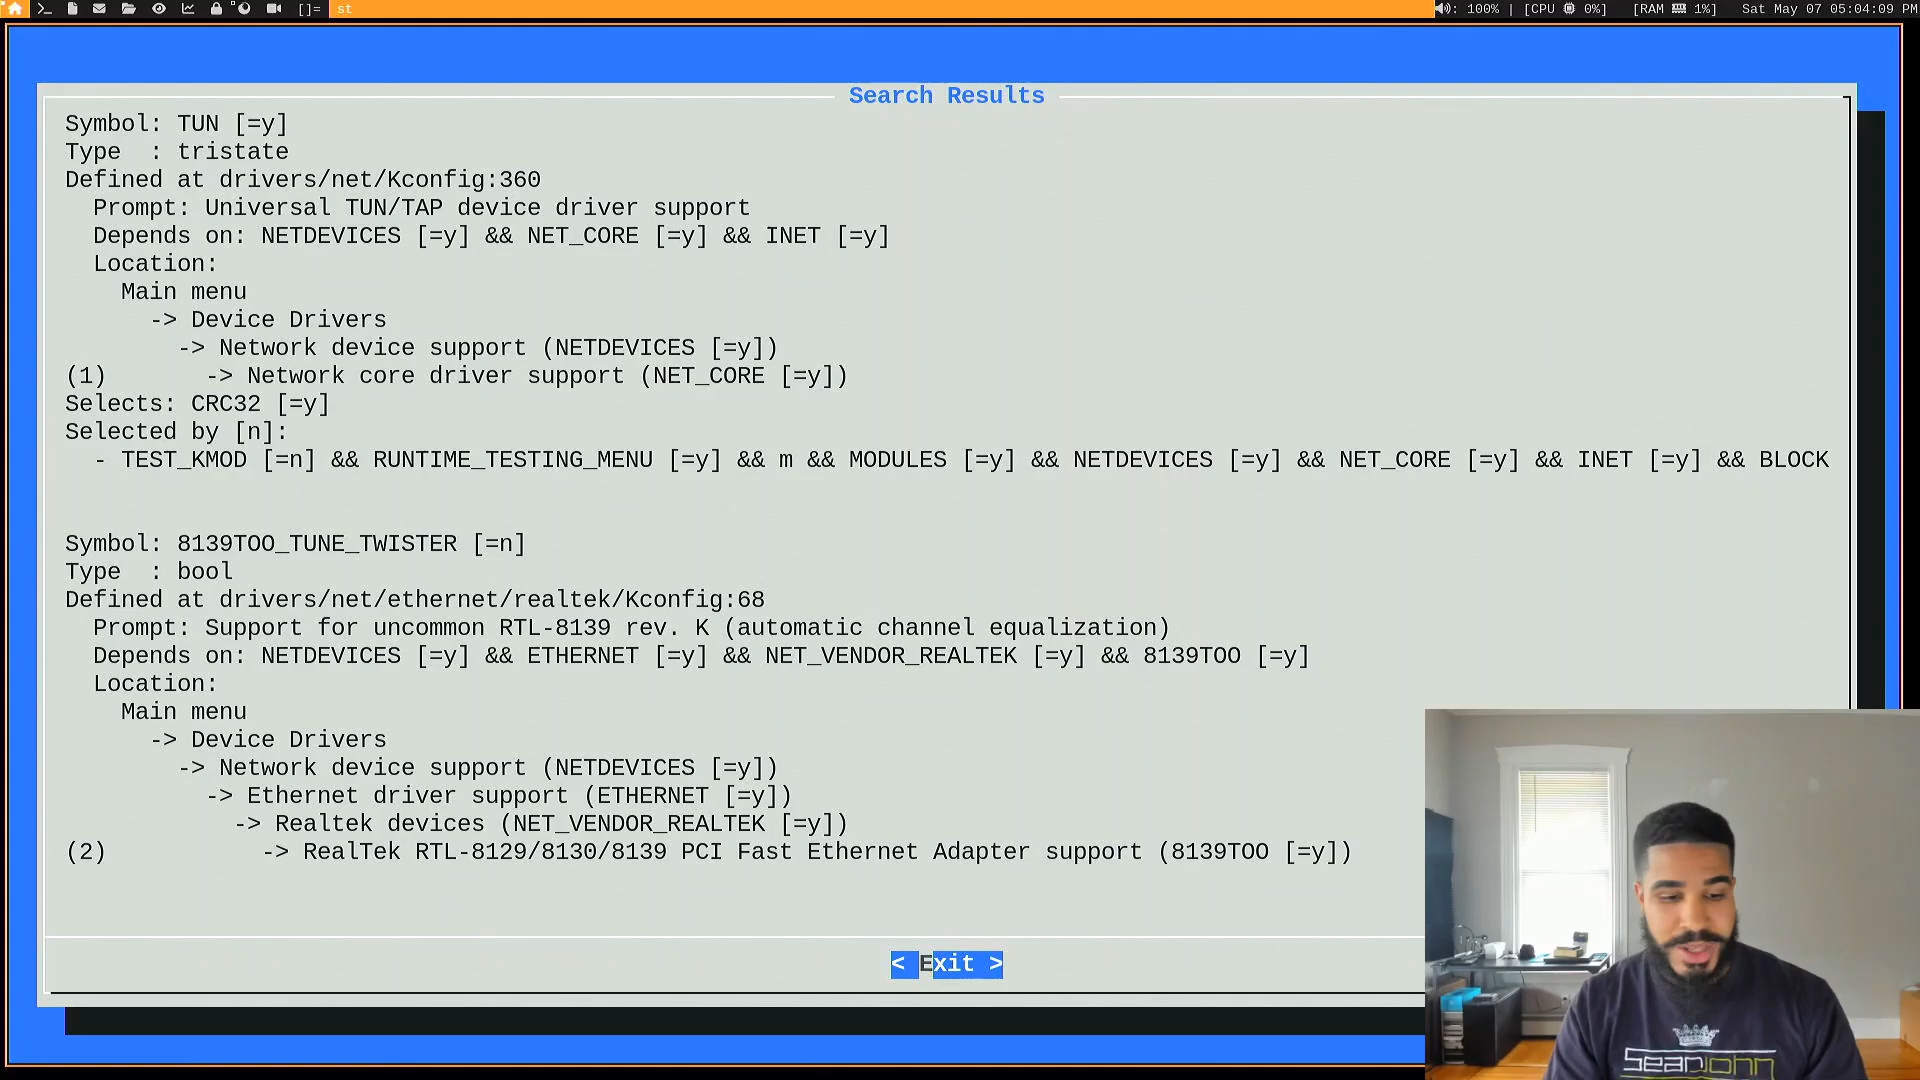 []= st 100% | [CPU 0%] [RAM 1%] Sat May 07 05:04:09 PM
Search Results
Symbol: TUN [=y]
Type  : tristate
Defined at drivers/net/Kconfig:360
  Prompt: Universal TUN/TAP device driver support
  Depends on: NETDEVICES [=y] && NET_CORE [=y] && INET [=y]
  Location:
    Main menu
      -> Device Drivers
        -> Network device support (NETDEVICES [=y])
(1)       -> Network core driver support (NET_CORE [=y])
Selects: CRC32 [=y]
Selected by [n]:
  - TEST_KMOD [=n] && RUNTIME_TESTING_MENU [=y] && m && MODULES [=y] && NETDEVICES [=y] && NET_CORE [=y] && INET [=y] && BLOCK
Symbol: 8139TOO_TUNE_TWISTER [=n]
Type  : bool
Defined at drivers/net/ethernet/realtek/Kconfig:68
  Prompt: Support for uncommon RTL-8139 rev. K (automatic channel equalization)
  Depends on: NETDEVICES [=y] && ETHERNET [=y] && NET_VENDOR_REALTEK [=y] && 8139TOO [=y]
  Location:
    Main menu
      -> Device Drivers
        -> Network device support (NETDEVICES [=y])
          -> Ethernet driver support (ETHERNET [=y])
            -> Realtek devices (NET_VENDOR_REALTEK [=y])
(2)           -> RealTek RTL-8129/8130/8139 PCI Fast Ethernet Adapter support (8139TOO [=y])
< Exit >
Sean John